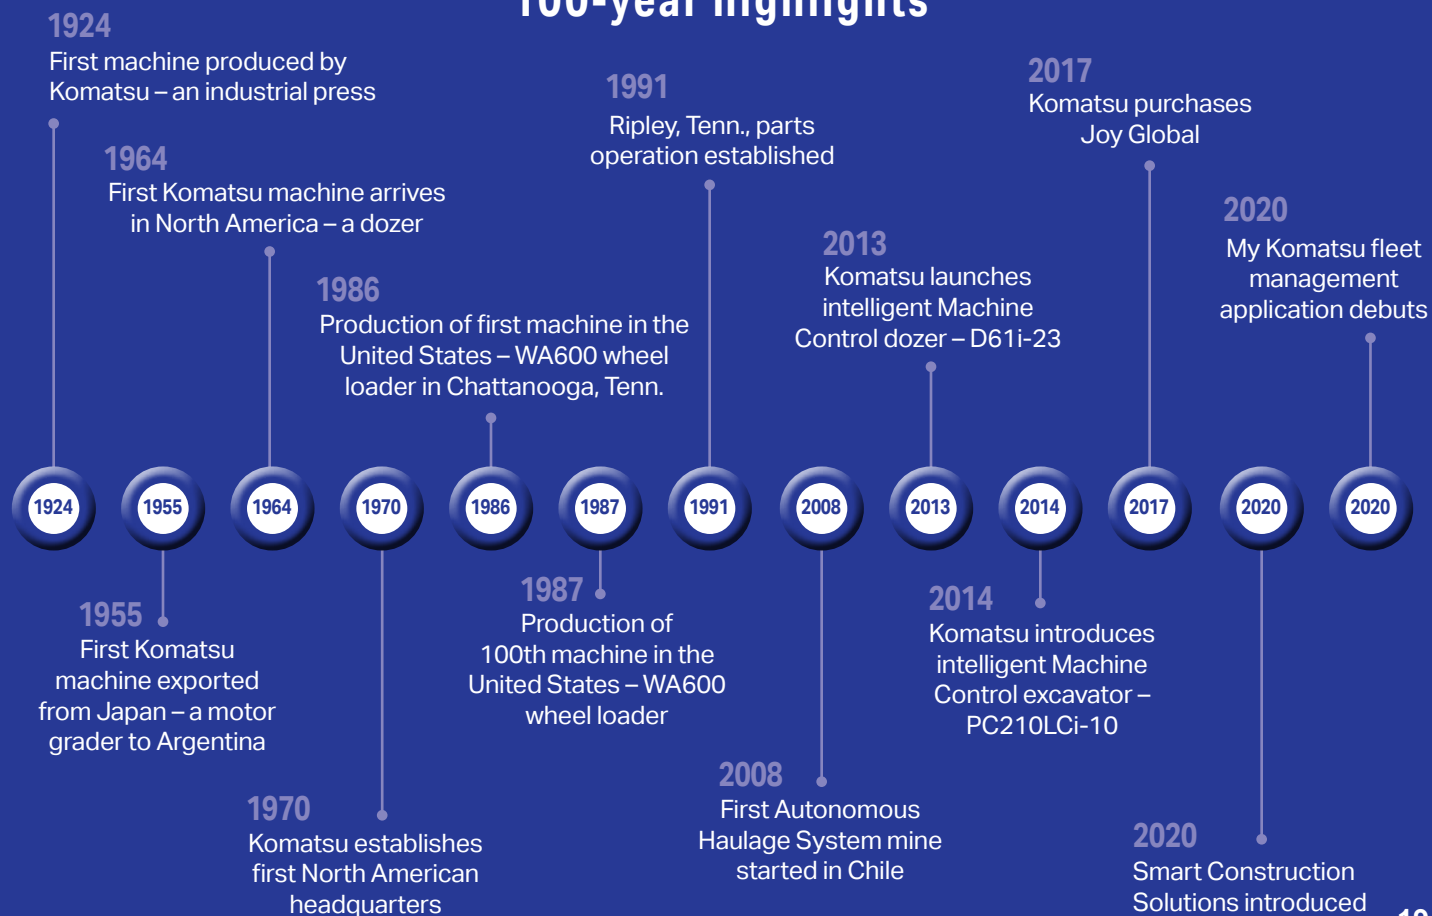 100-year highlights
1924
First machine produced by
Komatsu – an industrial press
1964
First Komatsu machine arrives
in North America – a dozer
1986
Production of first machine in the
United States – WA600 wheel
loader in Chattanooga, Tenn.
1991
Ripley, Tenn., parts
operation established
2013
Komatsu launches
intelligent Machine
Control dozer – D61i-23
2017
Komatsu purchases
Joy Global
2020
My Komatsu fleet
management
application debuts
1924
1955
1964
1970
1986
1987
1991
2008
2013
2014
2017
2020
2020
1955
First Komatsu
machine exported
from Japan – a motor
grader to Argentina
1970
Komatsu establishes
first North American
headquarters
1987
Production of
100th machine in the
United States – WA600
wheel loader
2008
First Autonomous
Haulage System mine
started in Chile
2014
Komatsu introduces
intelligent Machine
Control excavator –
PC210LCi-10
2020
Smart Construction
Solutions introduced